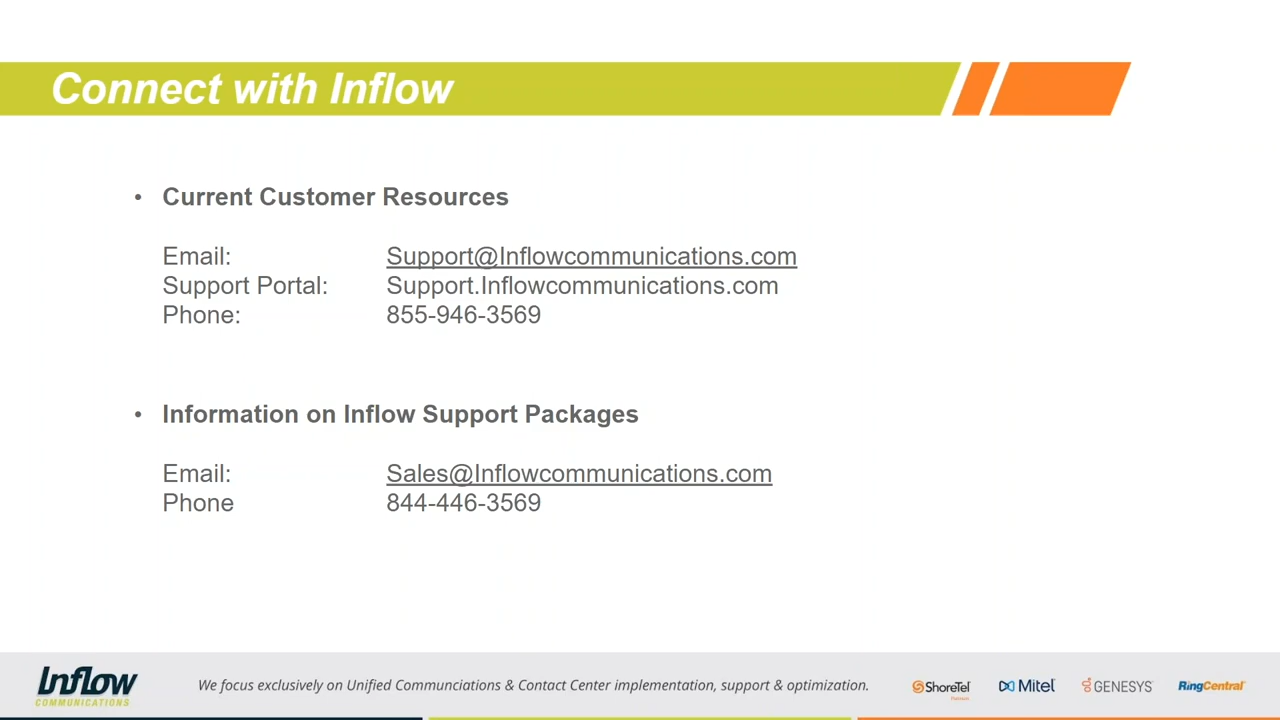 Connect with Inflow
• Current Customer Resources
Email: Support@Inflowcommunications.com
Support Portal: Support.Inflowcommunications.com
Phone: 855-946-3569
• Information on Inflow Support Packages
Email: Sales@Inflowcommunications.com
Phone 844-446-3569
Inflow
COMMUNICATIONS
We focus exclusively on Unified Communciations & Contact Center implementation, support & optimization.
ShoreTel
Partners
Mitel
GENESYS
RingCentral